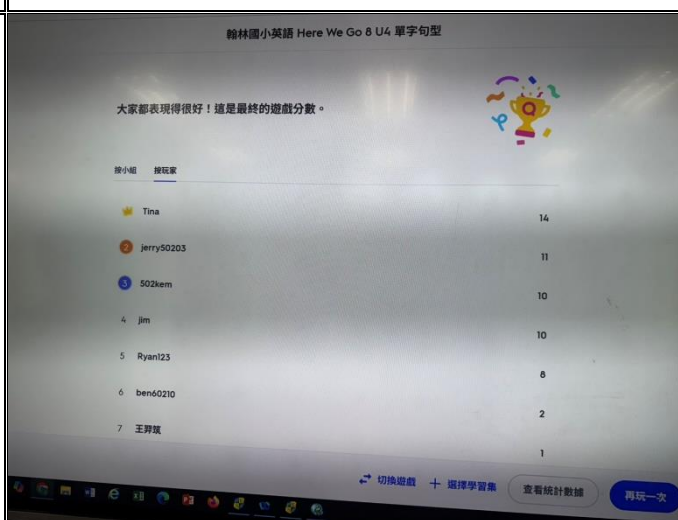 翰林國小英語 Here We Go 8 U4 單字句型
大家都表現得很好！這是最終的遊戲分數。
按小組 按玩家
Tina 14
2 jerry50203 11
3 502kem 10
4 jim 10
5 Ryan123 8
6 ben60210 2
7 王羿筑 1
切換遊戲 選擇學習集 查看統計數據 再玩一次